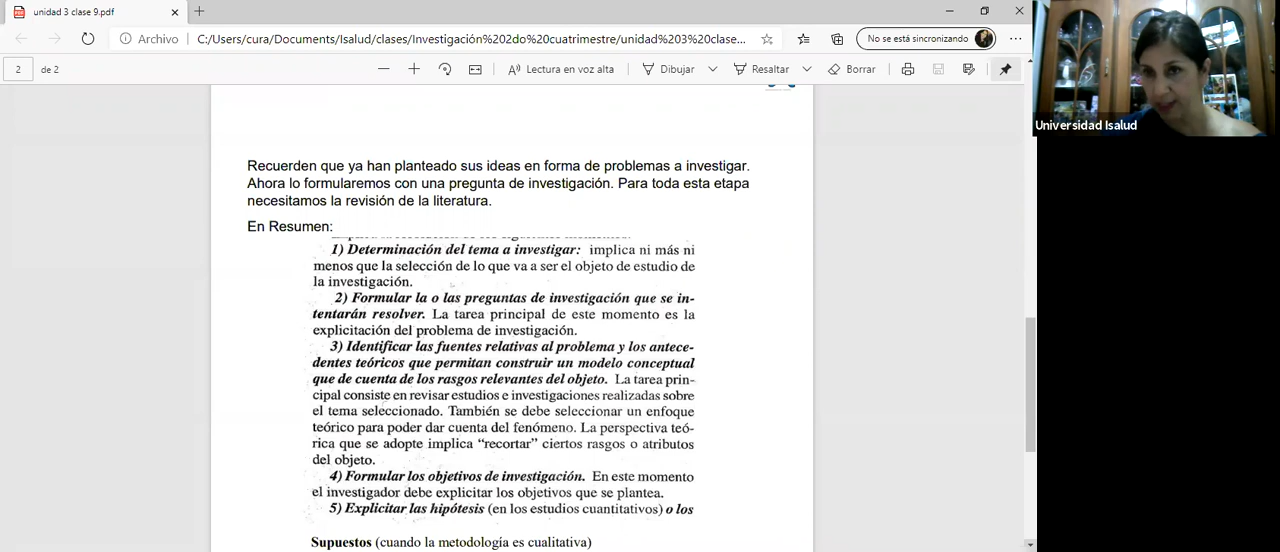 unidad 3 clase 9.pdf
Archivo
C:/Users/cura/Documents/Isalud/clases/Investigación%202do%20cuatrimestre/unidad%203%20clase...
No se está sincronizando
2
de 2
Lectura en voz alta
Dibujar
Resaltar
Borrar
Universidad Isalud
Recuerden que ya han planteado sus ideas en forma de problemas a investigar.
Ahora lo formularemos con una pregunta de investigación. Para toda esta etapa
necesitamos la revisión de la literatura.
En Resumen:
1) Determinación del tema a investigar: implica ni más ni
menos que la selección de lo que va a ser el objeto de estudio de
la investigación.
2) Formular la o las preguntas de investigación que se in-
tentarán resolver. La tarea principal de este momento es la
explicitación del problema de investigación.
3) Identificar las fuentes relativas al problema y los antece-
dentes teóricos que permitan construir un modelo conceptual
que de cuenta de los rasgos relevantes del objeto. La tarea prin-
cipal consiste en revisar estudios e investigaciones realizadas sobre
el tema seleccionado. También se debe seleccionar un enfoque
teórico para poder dar cuenta del fenómeno. La perspectiva teó-
rica que se adopte implica “recortar” ciertos rasgos o atributos
del objeto.
4) Formular los objetivos de investigación. En este momento
el investigador debe explicitar los objetivos que se plantea.
5) Explicitar las hipótesis (en los estudios cuantitativos) o los
Supuestos (cuando la metodología es cualitativa)